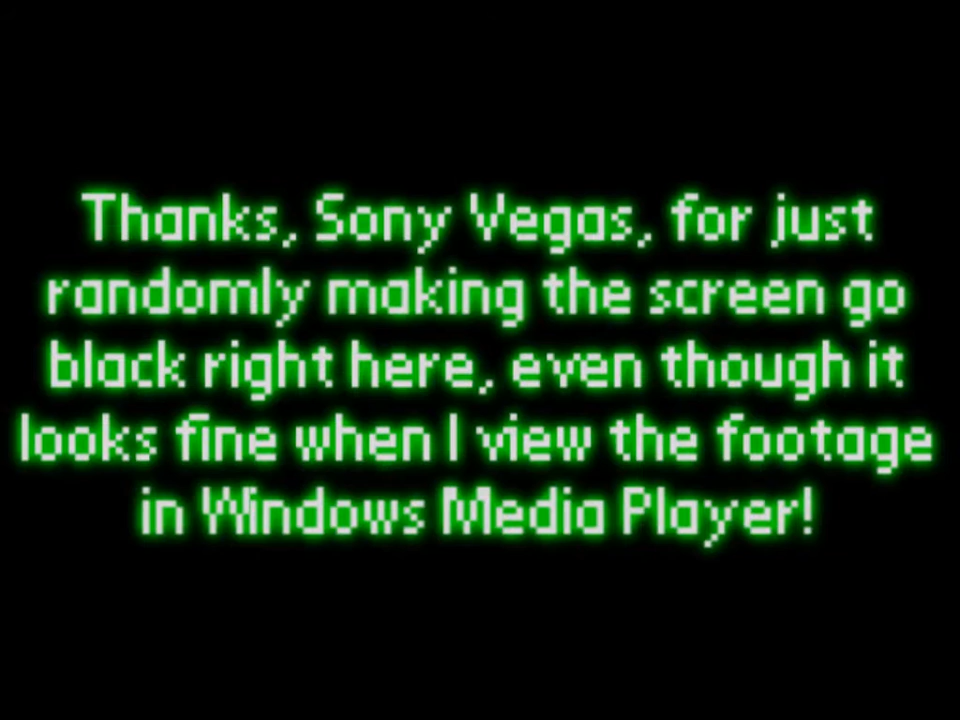 Thanks, Sony Vegas, for just
randomly making the screen go
black right here, even though it
looks fine when I view the footage
in Windows Media Player!